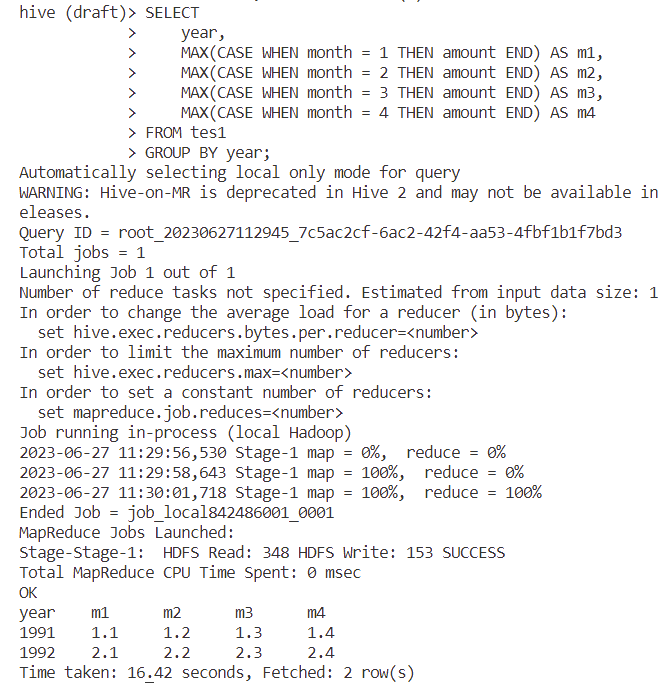 hive (draft)> SELECT
> year,
> MAX(CASE WHEN month = 1 THEN amount END) AS m1,
> MAX(CASE WHEN month = 2 THEN amount END) AS m2,
> MAX(CASE WHEN month = 3 THEN amount END) AS m3,
> MAX(CASE WHEN month = 4 THEN amount END) AS m4
> FROM tes1
> GROUP BY year;
Automatically selecting local only mode for query
WARNING: Hive-on-MR is deprecated in Hive 2 and may not be available in
eleases.
Query ID = root_20230627112945_7c5ac2cf-6ac2-42f4-aa53-4fbf1b1f7bd3
Total jobs = 1
Launching Job 1 out of 1
Number of reduce tasks not specified. Estimated from input data size: 1
In order to change the average load for a reducer (in bytes):
set hive.exec.reducers.bytes.per.reducer=<number>
In order to limit the maximum number of reducers:
set hive.exec.reducers.max=<number>
In order to set a constant number of reducers:
set mapreduce.job.reduces=<number>
Job running in-process (local Hadoop)
2023-06-27 11:29:56,530 Stage-1 map = 0%, reduce = 0%
2023-06-27 11:29:58,643 Stage-1 map = 100%, reduce = 0%
2023-06-27 11:30:01,718 Stage-1 map = 100%, reduce = 100%
Ended Job = job_local842486001_0001
MapReduce Jobs Launched:
Stage-Stage-1: HDFS Read: 348 HDFS Write: 153 SUCCESS
Total MapReduce CPU Time Spent: 0 msec
OK
year m1 m2 m3 m4
1991 1.1 1.2 1.3 1.4
1992 2.1 2.2 2.3 2.4
Time taken: 16.42 seconds, Fetched: 2 row(s)